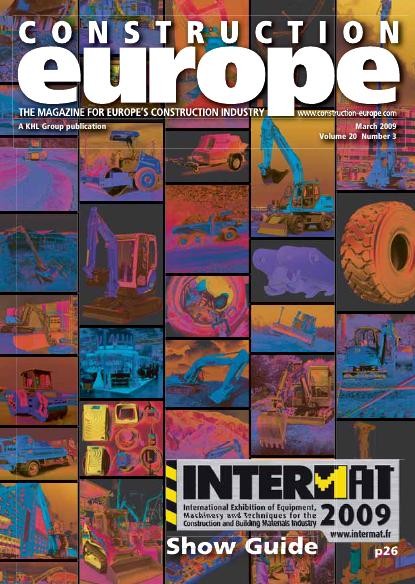 CONSTRUCTION
europe
THE MAGAZINE FOR EUROPE'S CONSTRUCTION INDUSTRY
www.construction-europe.com
A KHL Group publication
March 2009
Volume 20 Number 3
INTERMAT
International Exhibition of Equipment,
Machinery and Techniques for the
Construction and Building Materials Industry
2009
www.intermat.fr
Show Guide
p26